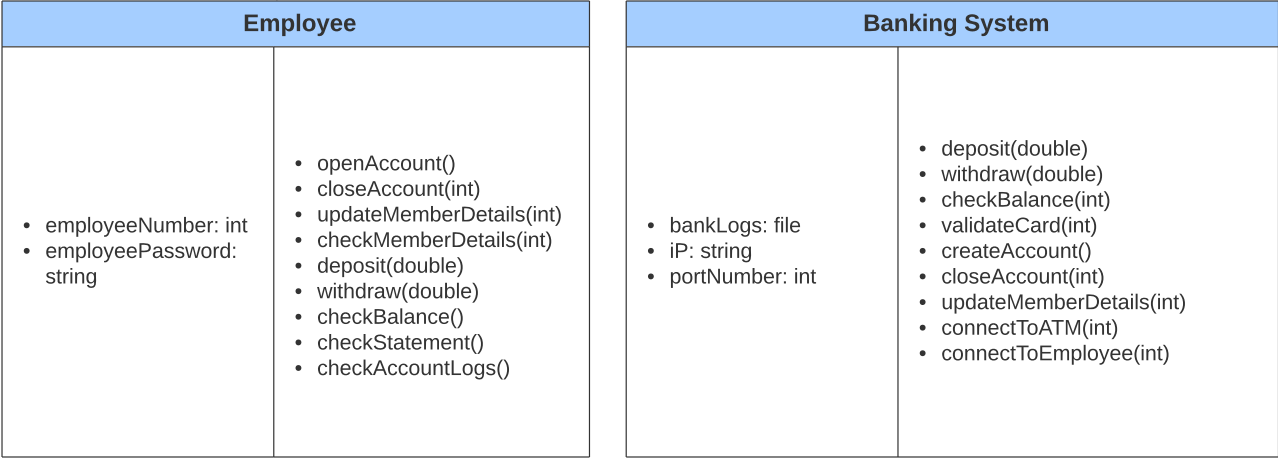 Employee
• employeeNumber: int
• employeePassword:
string
• openAccount()
• closeAccount(int)
• updateMemberDetails(int)
• checkMemberDetails(int)
• deposit(double)
• withdraw(double)
• checkBalance()
• checkStatement()
• checkAccountLogs()
Banking System
• bankLogs: file
• iP: string
• portNumber: int
• deposit(double)
• withdraw(double)
• checkBalance(int)
• validateCard(int)
• createAccount()
• closeAccount(int)
• updateMemberDetails(int)
• connectToATM(int)
• connectToEmployee(int)